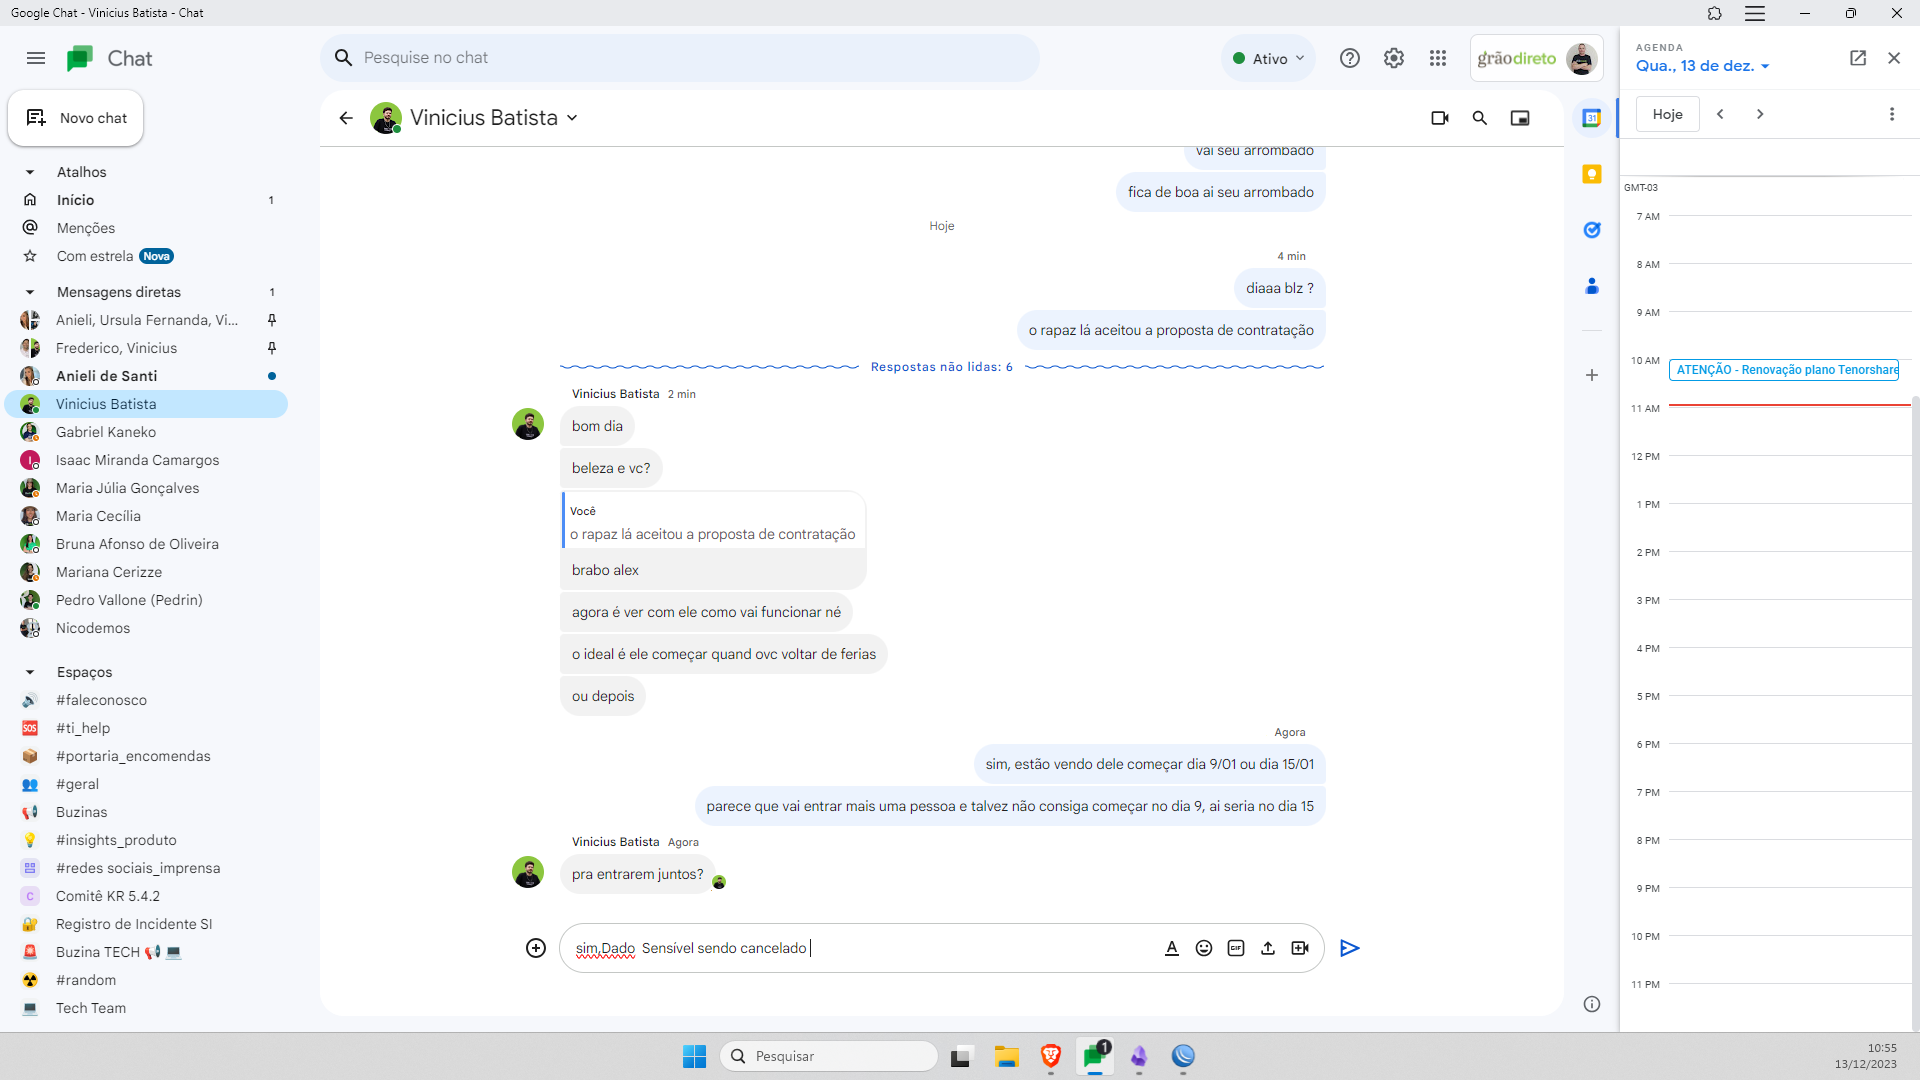 Google Chat - Vinicius Batista - Chat
Chat
Pesquise no chat
Ativo
grãodireto
Novo chat
Atalhos
Início 1
Menções
Com estrela Nova
Mensagens diretas 1
Anieli, Ursula Fernanda, Vi...
Frederico, Vinicius
Anieli de Santi
Vinicius Batista
Gabriel Kaneko
Isaac Miranda Camargos
Maria Júlia Gonçalves
Maria Cecília
Bruna Afonso de Oliveira
Mariana Cerizze
Pedro Vallone (Pedrin)
Nicodemos
Espaços
#faleconosco
SOS #ti_help
#portaria_encomendas
#geral
Buzinas
#insights_produto
#redes sociais_imprensa
C Comitê KR 5.4.2
Registro de Incidente SI
Buzina TECH 📢 💻
#random
Tech Team
Vinicius Batista
vai seu arrombado
fica de boa ai seu arrombado
Hoje
4 min
diaaa blz ?
o rapaz lá aceitou a proposta de contratação
Respostas não lidas: 6
Vinicius Batista 2 min
bom dia
beleza e vc?
Você
o rapaz lá aceitou a proposta de contratação
brabo alex
agora é ver com ele como vai funcionar né
o ideal é ele começar quando ovc voltar de ferias
ou depois
Agora
sim, estão vendo dele começar dia 9/01 ou dia 15/01
parece que vai entrar mais uma pessoa e talvez não consiga começar no dia 9, ai seria no dia 15
Vinicius Batista Agora
pra entrarem juntos?
sim,Dado Sensível sendo cancelado
GIF
31
AGENDA
Qua., 13 de dez.
Hoje
GMT-03
7 AM
8 AM
9 AM
10 AM
ATENÇÃO - Renovação plano Tenorshare
11 AM
12 PM
1 PM
2 PM
3 PM
4 PM
5 PM
6 PM
7 PM
8 PM
9 PM
10 PM
11 PM
Pesquisar
1
10:55
13/12/2023